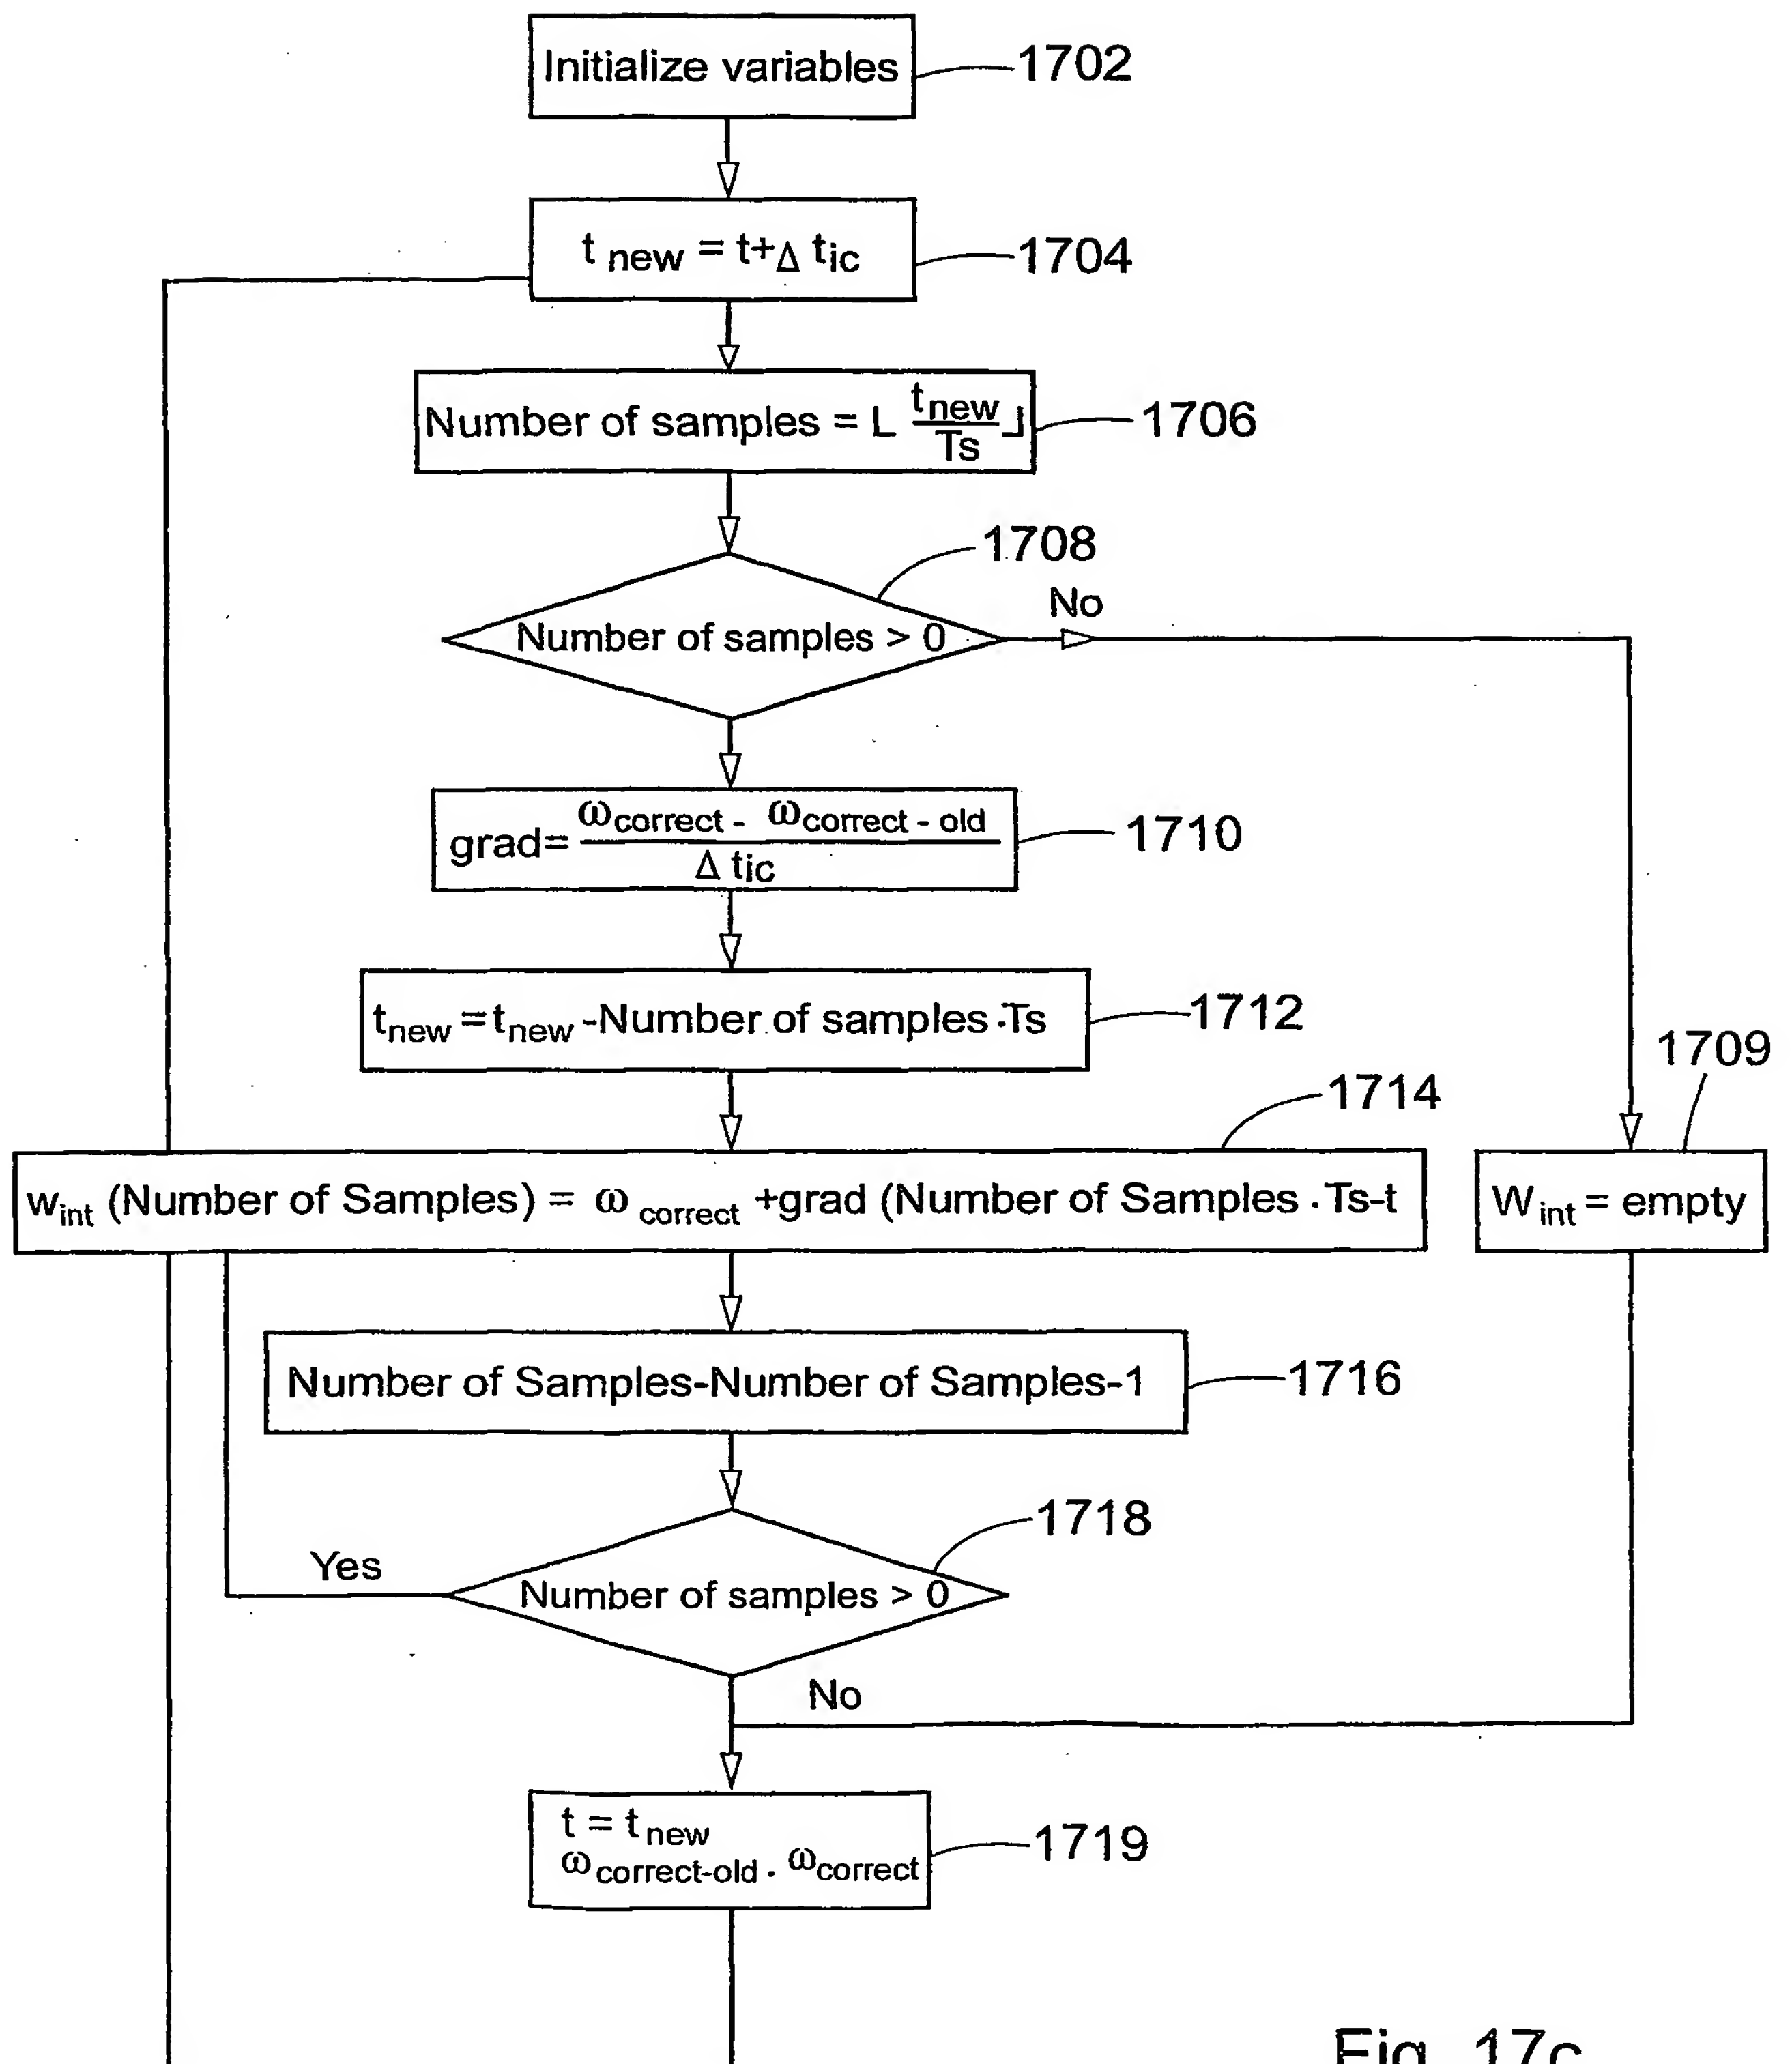 Initialize variables
1702
t new = t+Δ tic
1704
Number of samples = L tnew/Ts ⅃
1706
1708
No
Number of samples > 0
grad= ωcorrect - ωcorrect - old / Δ tic
1710
tnew =tnew -Number of samples ·Ts
1712
1709
1714
wint (Number of Samples) = ω correct +grad (Number of Samples · Ts-t
Wint = empty
Number of Samples-Number of Samples-1
1716
1718
Yes
Number of samples > 0
No
t = tnew
ωcorrect-old · ωcorrect
1719
Fig. 17c